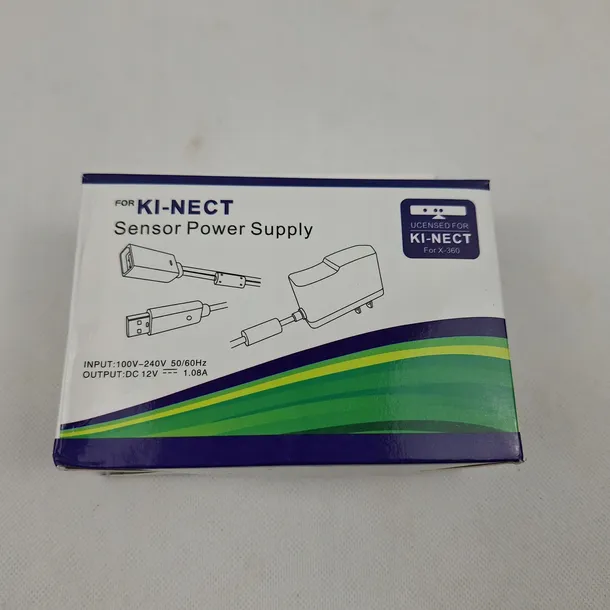 FOR KI-NECT
Sensor Power Supply
UCENSED FOR
KI-NECT
For X-360
INPUT:100V-240V 50/60Hz
OUTPUT:DC 12V ⎓ 1.08A